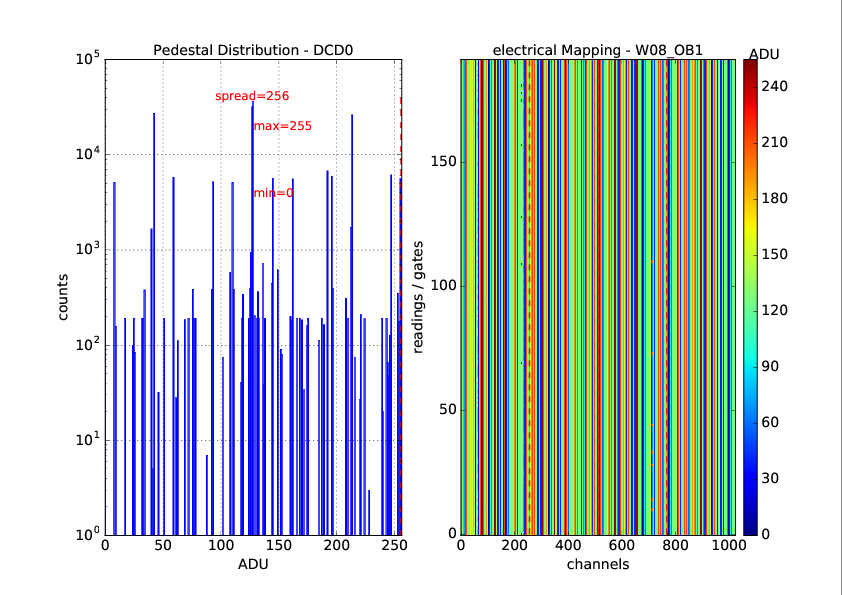 Pedestal Distribution - DCD0
10^5
10^4
10^3
10^2
10^1
10^0
counts
spread=256
max=255
min=0
0 50 100 150 200 250
ADU
electrical Mapping - W08_OB1
150
100
50
0
readings / gates
0 200 400 600 800 1000
channels
ADU
240
210
180
150
120
90
60
30
0